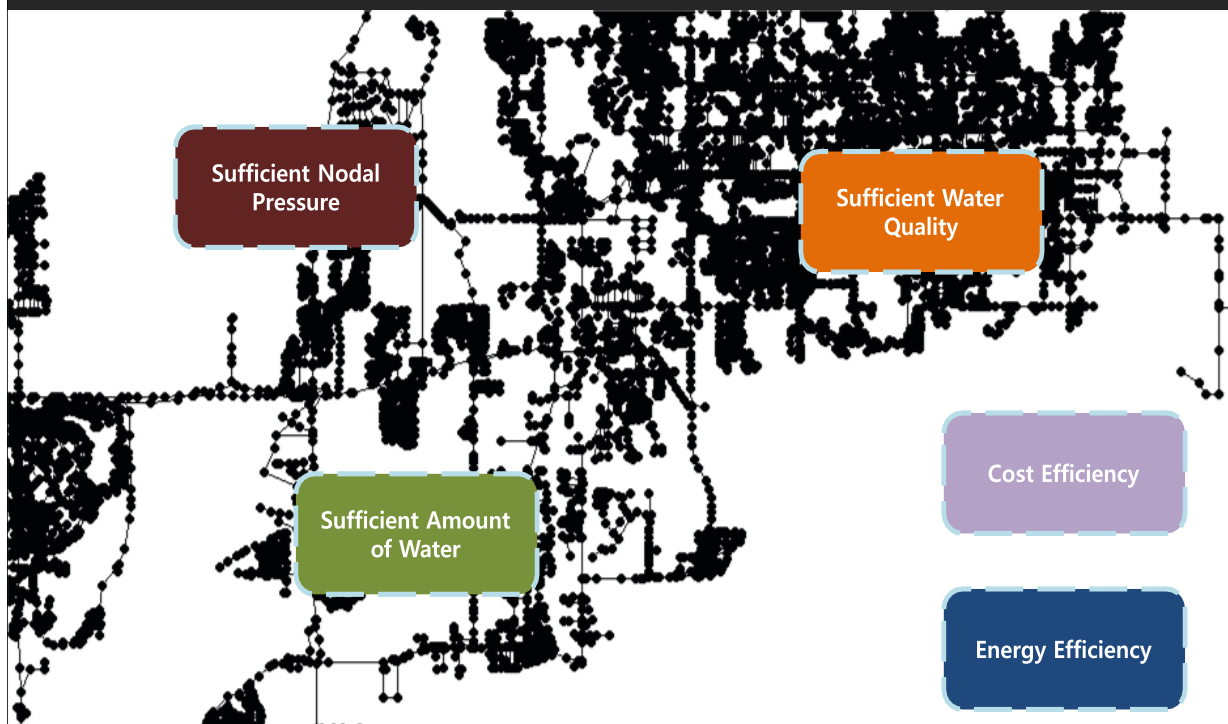 Sufficient Nodal
Pressure
Sufficient Water
Quality
Cost Efficiency
Sufficient Amount
of Water
Energy Efficiency